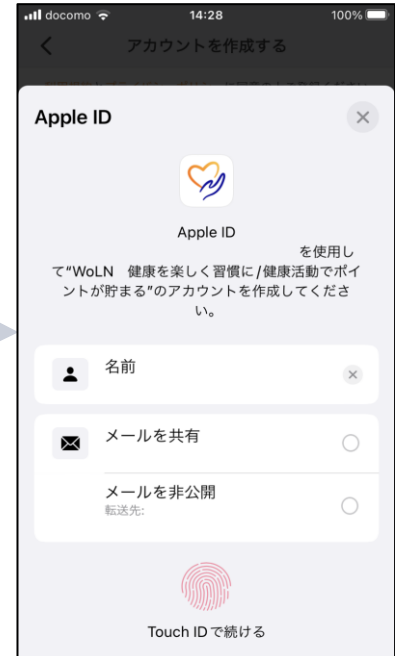 docomo 14:28 100%
アカウントを作成する
Apple ID
Apple ID
を使用し
て"WoLN 健康を楽しく習慣に/健康活動でポイ
ントが貯まる"のアカウントを作成してくださ
い。
名前
メールを共有
メールを非公開
転送先:
Touch IDで続ける